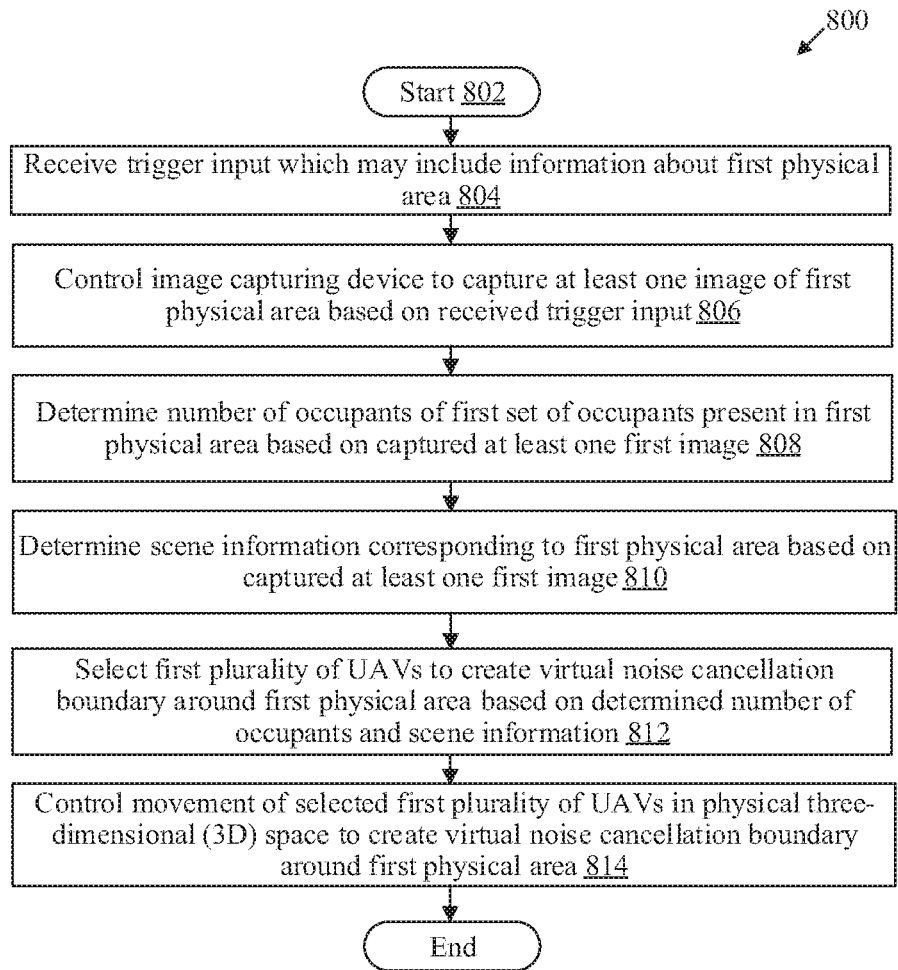 800
Start 802
Receive trigger input which may include information about first physical
area 804
Control image capturing device to capture at least one image of first
physical area based on received trigger input 806
Determine number of occupants of first set of occupants present in first
physical area based on captured at least one first image 808
Determine scene information corresponding to first physical area based on
captured at least one first image 810
Select first plurality of UAVs to create virtual noise cancellation
boundary around first physical area based on determined number of
occupants and scene information 812
Control movement of selected first plurality of UAVs in physical three-
dimensional (3D) space to create virtual noise cancellation boundary
around first physical area 814
End